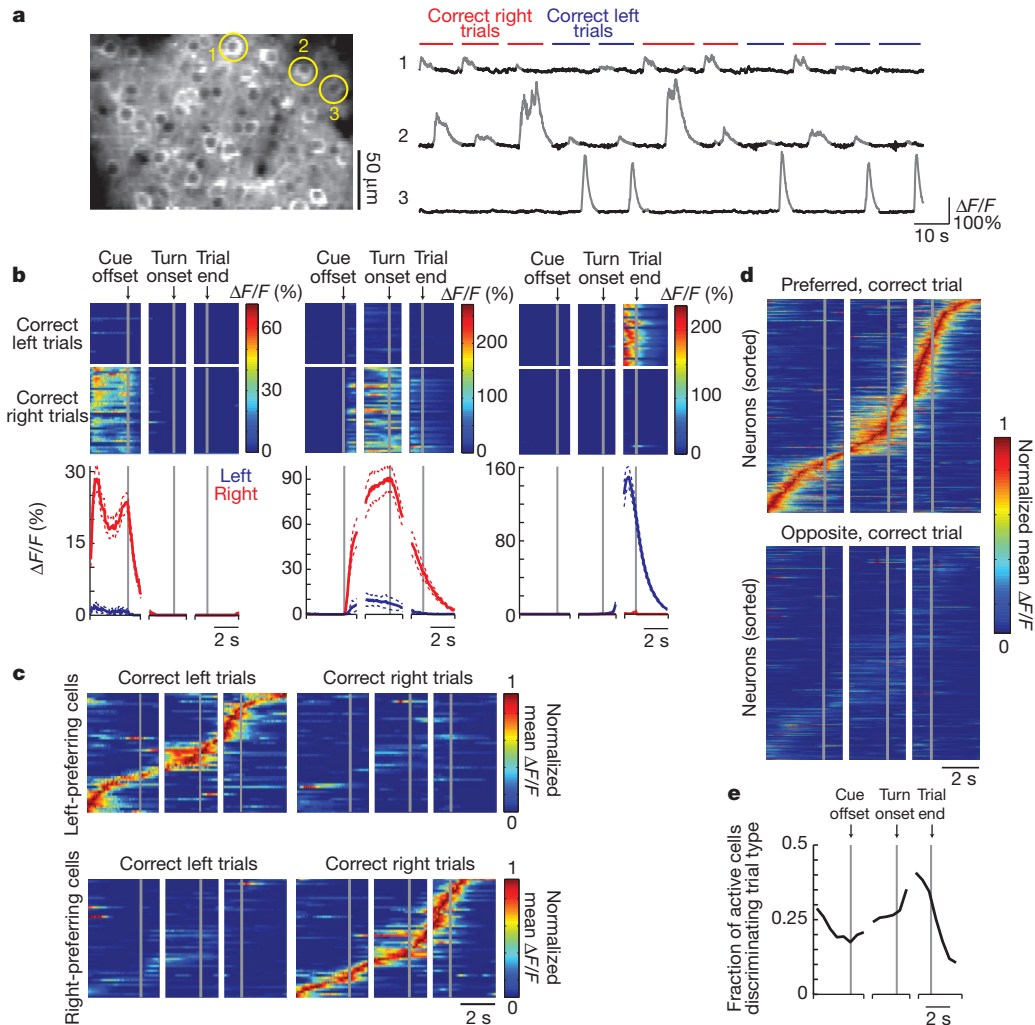 a
Correct right
trials
Correct left
trials
1
2
3
50 µm
1
2
3
ΔF/F
100%
10 s
b
Cue
offset
Turn
onset
Trial
end
ΔF/F (%)
Cue
offset
Turn
onset
Trial
end
ΔF/F (%)
Cue
offset
Turn
onset
Trial
end
ΔF/F (%)
Correct
left trials
Correct
right trials
60
40
20
0
200
100
0
200
100
0
Left
Right
ΔF/F (%)
30
15
0
90
60
30
0
160
80
0
2 s
2 s
2 s
c
Left-preferring cells
Correct left trials
Correct right trials
1
0
Normalized
mean ΔF/F
Right-preferring cells
Correct left trials
Correct right trials
1
0
Normalized
mean ΔF/F
2 s
d
Preferred, correct trial
Neurons (sorted)
Opposite, correct trial
Neurons (sorted)
1
0
Normalized mean ΔF/F
2 s
e
Cue
offset
Turn
onset
Trial
end
Fraction of active cells
discriminating trial type
0.5
0.25
0
2 s